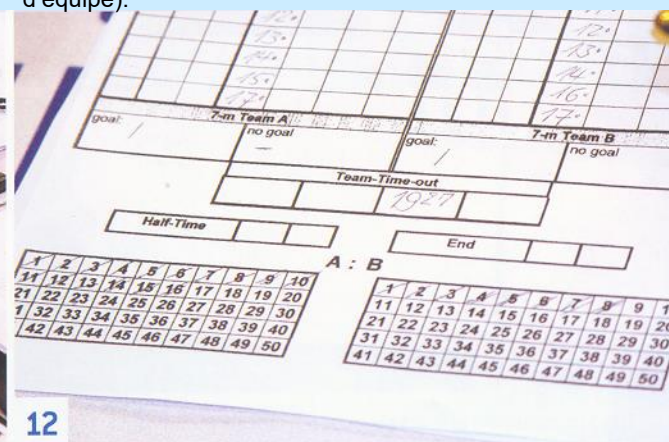 d'équipe).
12. 11.
13. 12.
14. 13.
15. 14.
17. 16.
17.
7-m Team A 7-m Team B
goal: no goal goal: no goal
/ - /
Team-Time-out
1927
Half-Time End
A : B
1 2 3 4 5 6 7 8 9 10
11 12 13 14 15 16 17 18 19 20
21 22 23 24 25 26 27 28 29 30
1 32 33 34 35 36 37 38 39 40
42 43 44 45 46 47 48 49 50
1 2 3 4 5 6 7 8 9 1
11 12 13 14 15 16 17 18 19 20
21 22 23 24 25 26 27 28 29 30
31 32 33 34 35 36 37 38 39 40
41 42 43 44 45 46 47 48 49 50
12